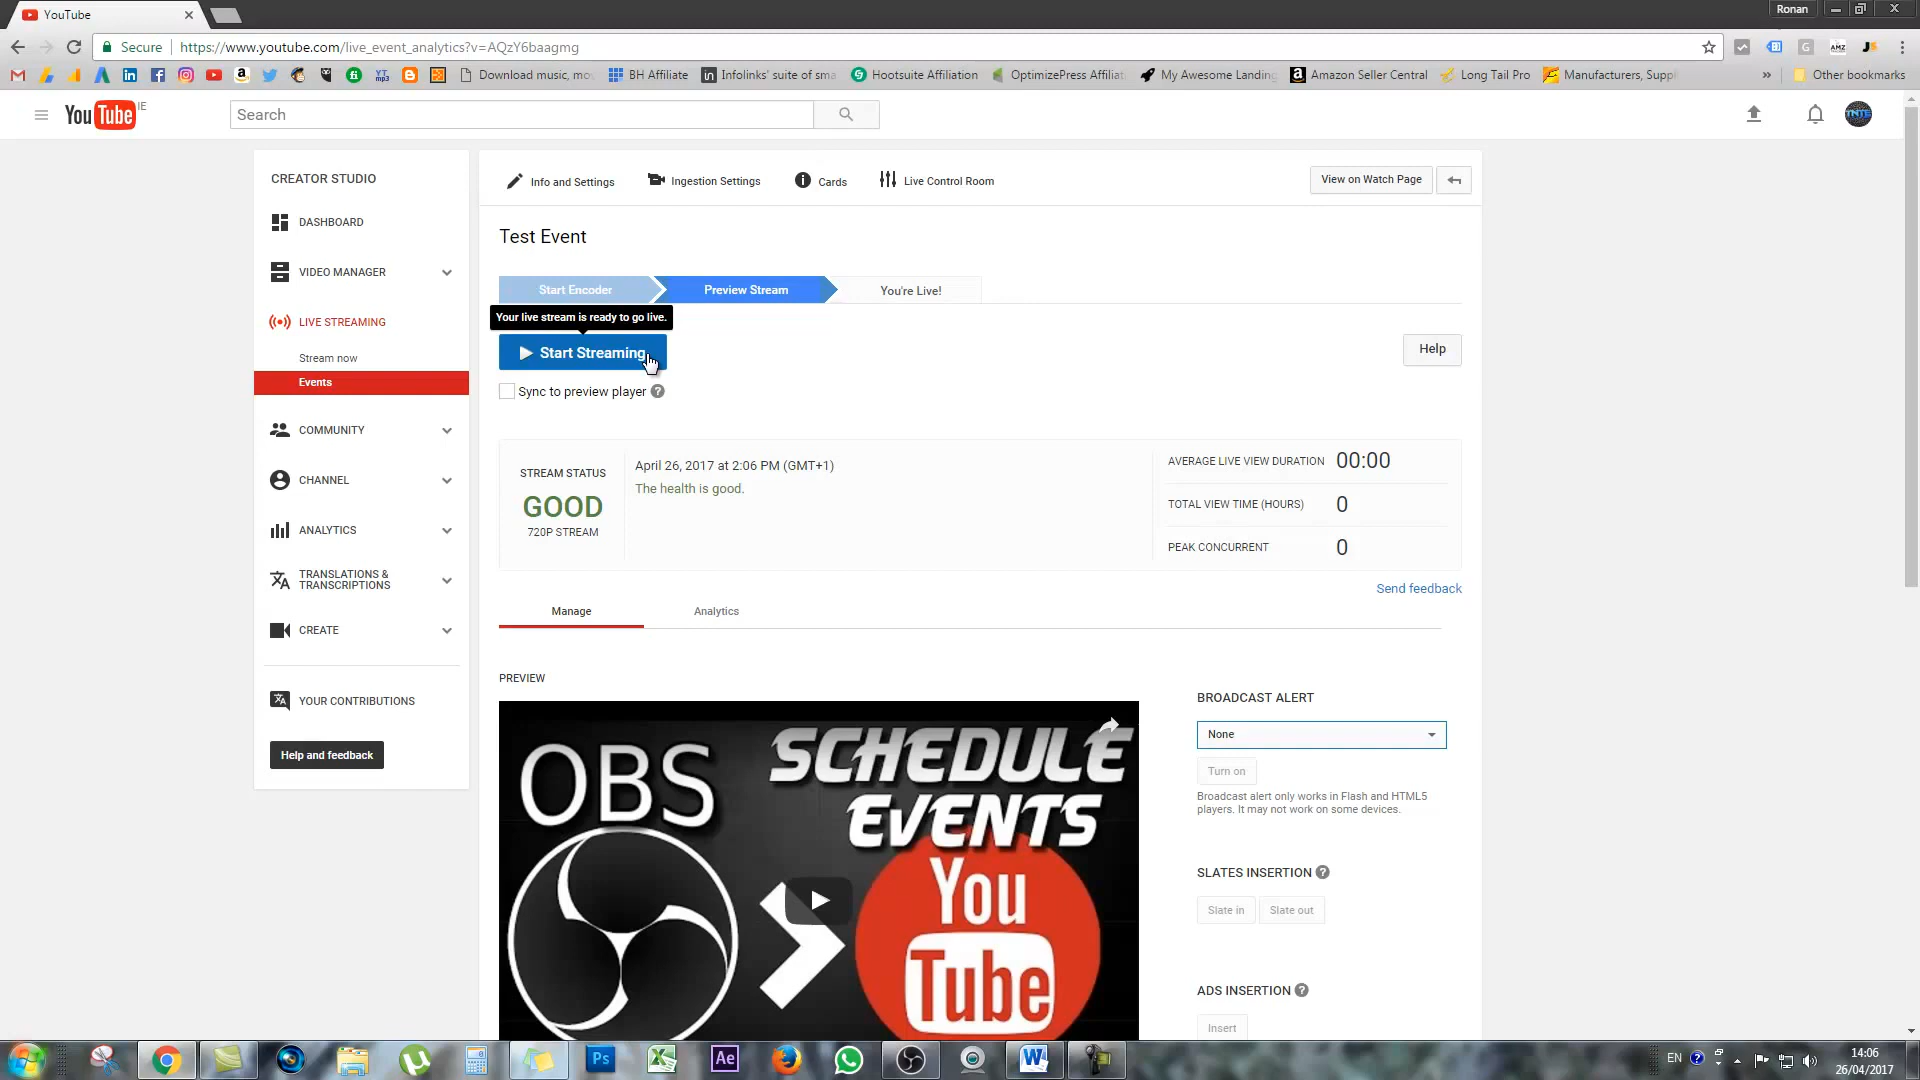 YouTube
Ronan
Secure
https://www.youtube.com/live_event_analytics?v=AQzY6baagmg
Download music, mo
BH Affiliate
Infolinks' suite of sma
Hootsuite Affiliation
OptimizePress Affiliat
My Awesome Landing
Amazon Seller Central
Long Tail Pro
Manufacturers, Suppl
»
Other bookmarks
YouTube IE
Search
CREATOR STUDIO
DASHBOARD
VIDEO MANAGER
LIVE STREAMING
Stream now
Events
COMMUNITY
CHANNEL
ANALYTICS
TRANSLATIONS &
TRANSCRIPTIONS
CREATE
YOUR CONTRIBUTIONS
Help and feedback
Info and Settings
Ingestion Settings
Cards
Live Control Room
View on Watch Page
Test Event
Start Encoder
Preview Stream
You're Live!
Your live stream is ready to go live.
Start Streaming
Help
Sync to preview player ?
STREAM STATUS
GOOD
720P STREAM
April 26, 2017 at 2:06 PM (GMT+1)
The health is good.
AVERAGE LIVE VIEW DURATION 00:00
TOTAL VIEW TIME (HOURS) 0
PEAK CONCURRENT 0
Send feedback
Manage
Analytics
PREVIEW
OBS
SCHEDULE
EVENTS
You
Tube
BROADCAST ALERT
None
Turn on
Broadcast alert only works in Flash and HTML5
players. It may not work on some devices.
SLATES INSERTION ?
Slate in
Slate out
ADS INSERTION ?
Insert
Ps
Ae
W
EN
14:06
26/04/2017